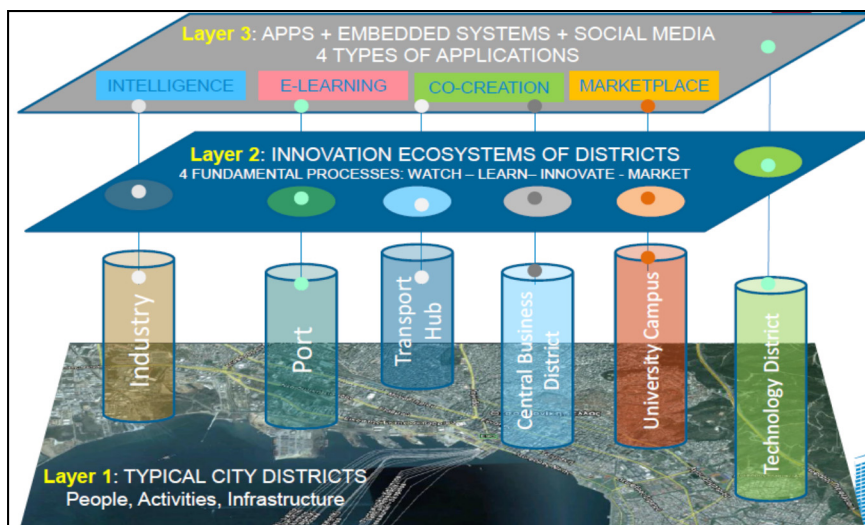 Layer 3: APPS + EMBEDDED SYSTEMS + SOCIAL MEDIA
4 TYPES OF APPLICATIONS
INTELLIGENCE
E-LEARNING
CO-CREATION
MARKETPLACE
Layer 2: INNOVATION ECOSYSTEMS OF DISTRICTS
4 FUNDAMENTAL PROCESSES: WATCH – LEARN– INNOVATE - MARKET
Industry
Port
Transport
Hub
Central Business
District
University Campus
Technology District
Layer 1: TYPICAL CITY DISTRICTS
People, Activities, Infrastructure